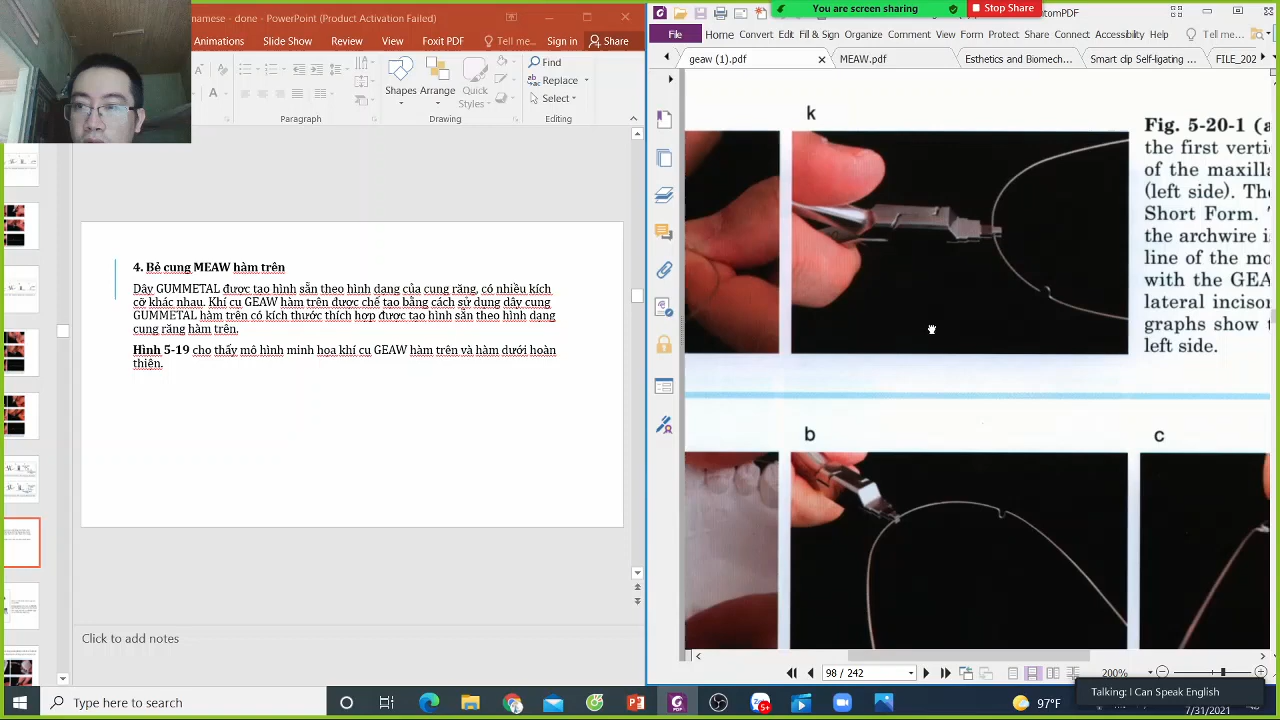 namese - done - PowerPoint (Product Activation Failed)
You are screen sharing
Stop Share
tomPDF
Animations Slide Show Review View Foxit PDF Tell me... Sign in Share
File Home Convert Edit Fill & Sign Organize Comment View Form Protect Share Connect Accessibility Help Tell me...
geaw (1).pdf MEAW.pdf Esthetics and Biomech... Smart clip Self-ligating ... FILE_202
Shapes Arrange Quick Styles
Find
Replace
Select
Paragraph Drawing Editing
4. Bẻ cung MEAW hàm trên
Dây GUMMETAL được tạo hình sẵn theo hình dạng của cung răng, có nhiều kích
cỡ khác nhau. Khí cụ GEAW hàm trên được chế tạo bằng cách sử dụng dây cung
GUMMETAL hàm trên có kích thước thích hợp được tạo hình sẵn theo hình dạng
cung răng hàm trên.
Hình 5-19 cho thấy mô hình minh họa khí cụ GEAW hàm trên và hàm dưới hoàn
thiện.
k
Fig. 5-20-1 (a
the first verti
of the maxilla
(left side). The
Short Form. T
the archwire i
line of the mo
with the GEA
lateral incisor
graphs show t
left side.
b
c
Click to add notes
98 / 242
200%
Talking: I Can Speak English
Type here to search
5+
97°F
7/31/2021